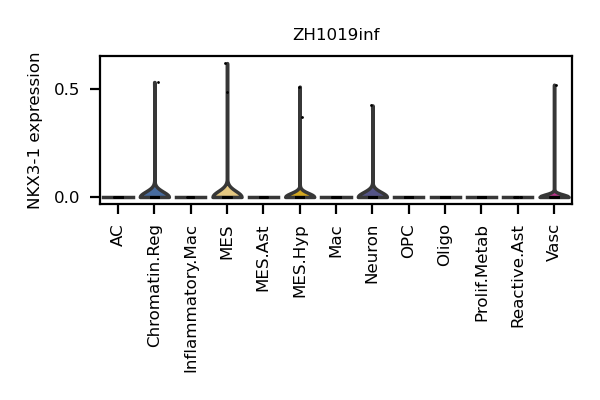 ZH1019inf
NKX3-1 expression
0.5
0.0
AC
Chromatin.Reg
Inflammatory.Mac
MES
MES.Ast
MES.Hyp
Mac
Neuron
OPC
Oligo
Prolif.Metab
Reactive.Ast
Vasc